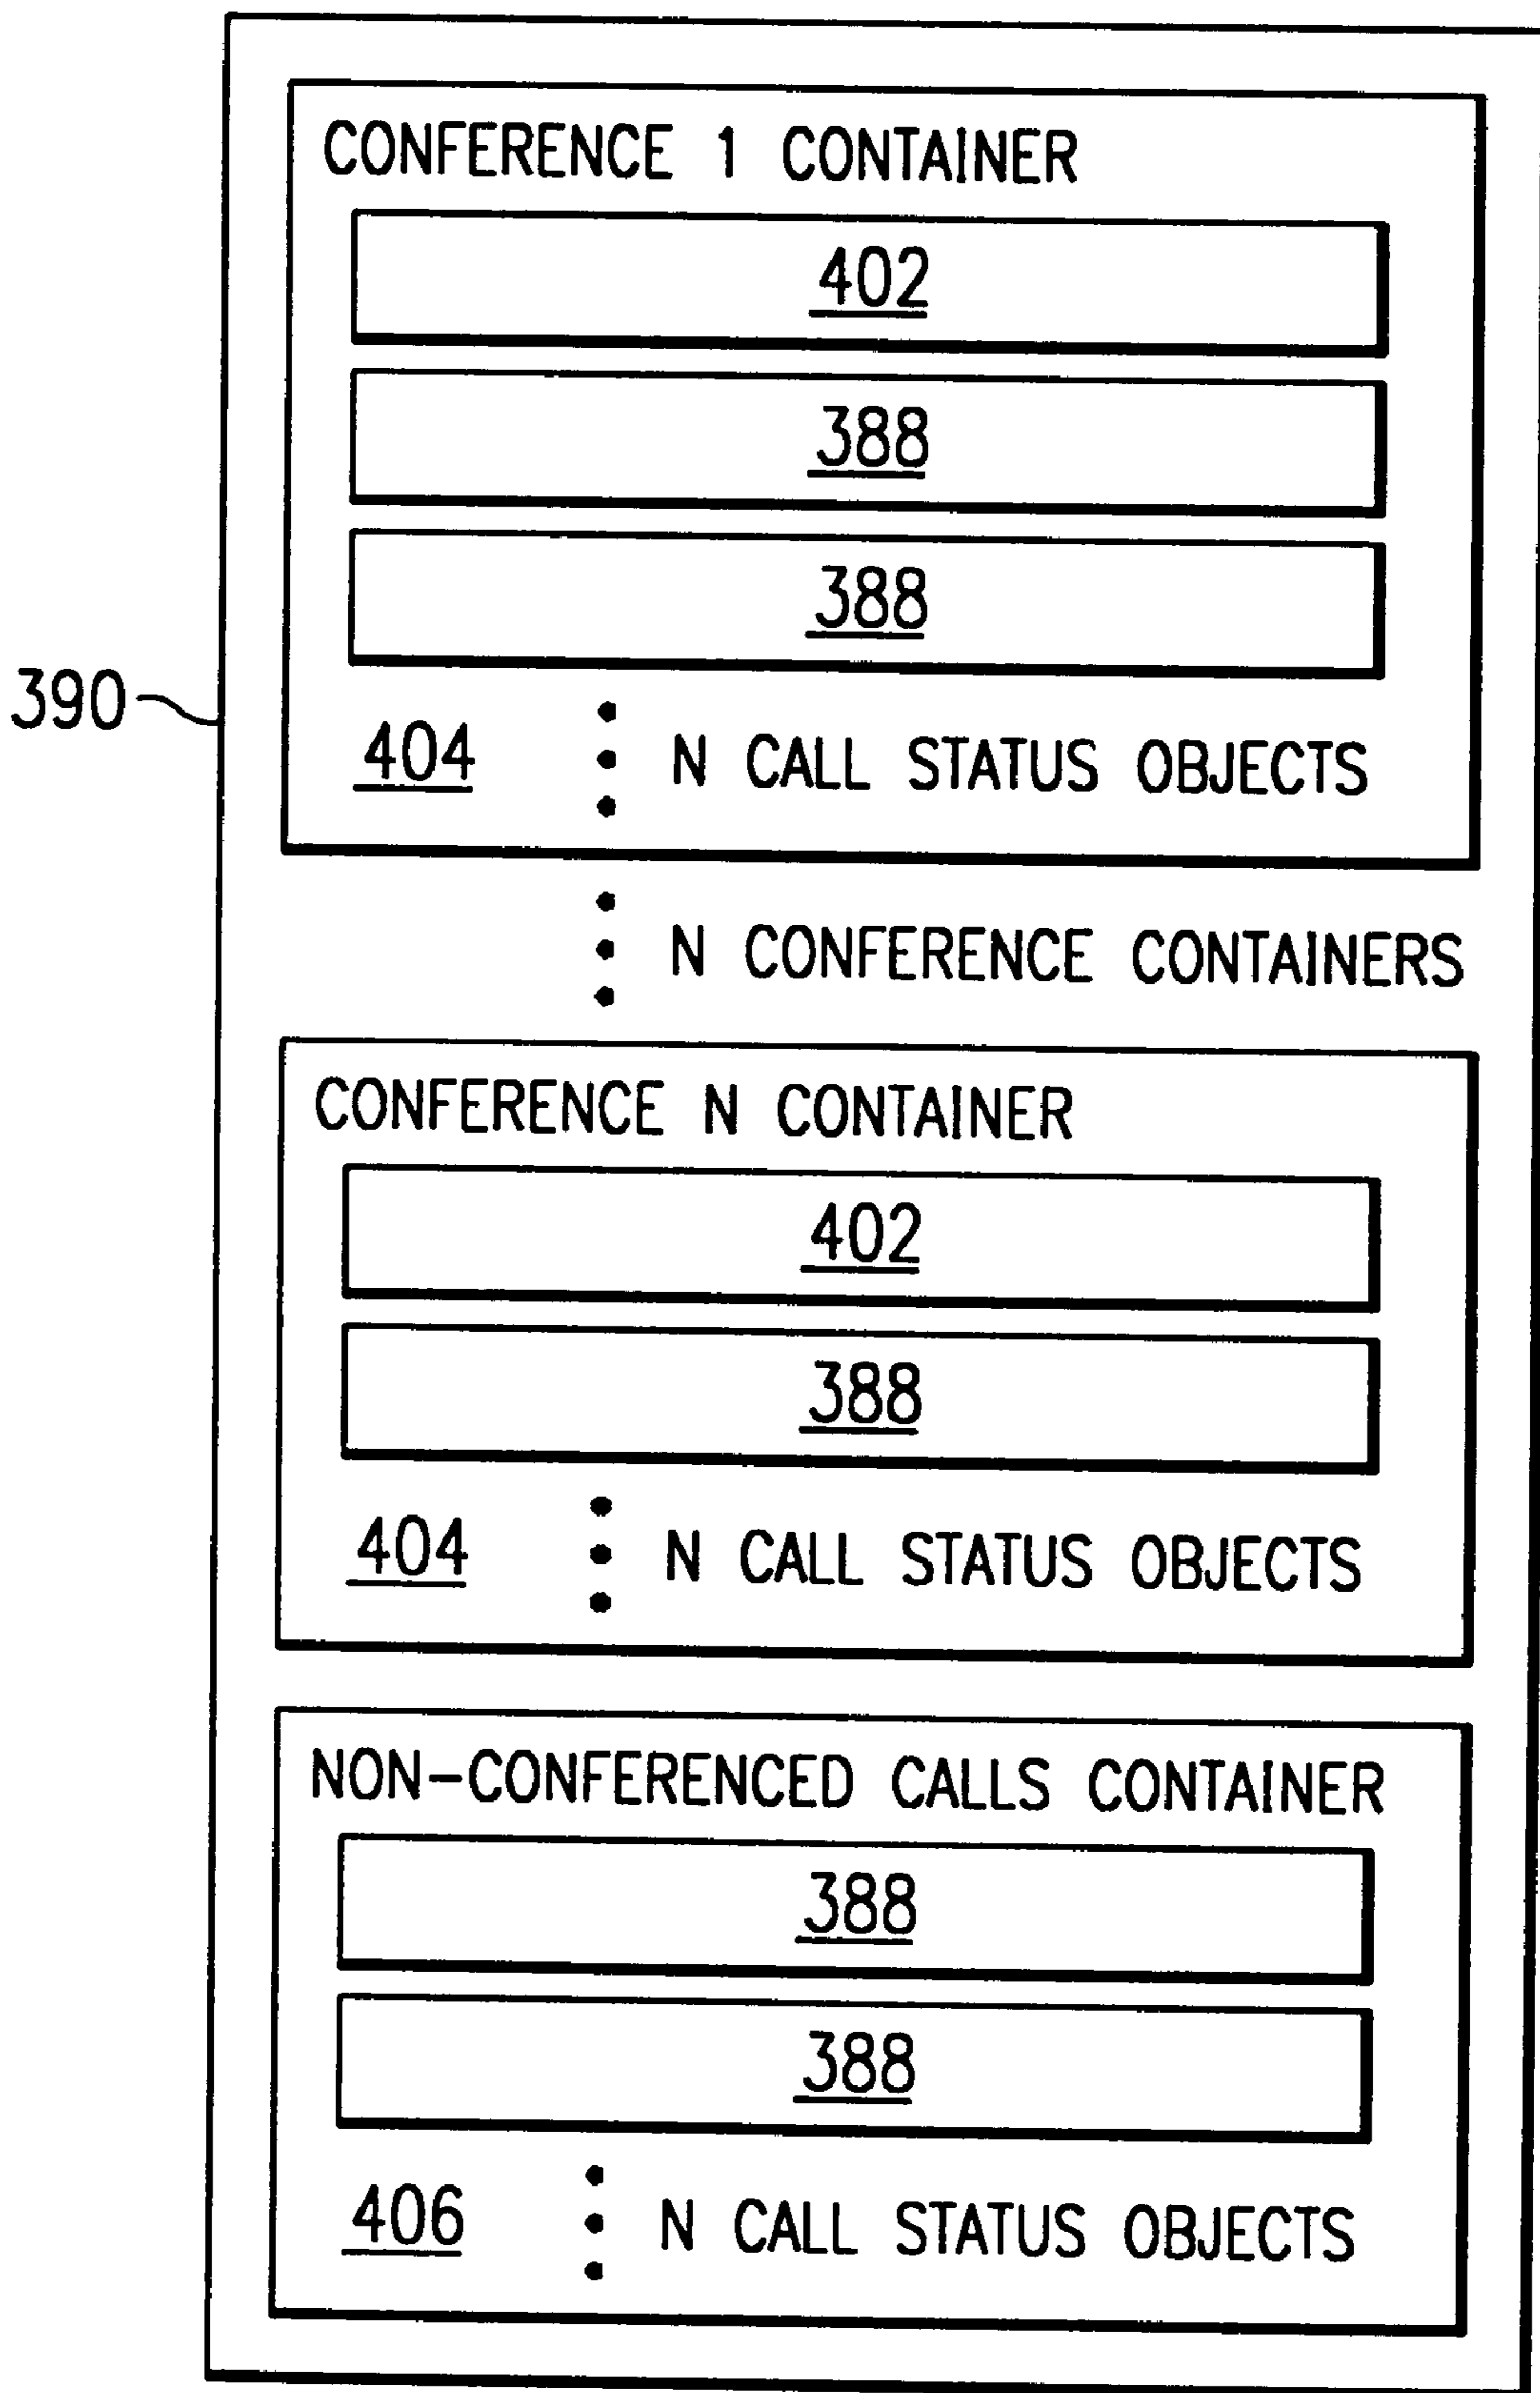 CONFERENCE 1 CONTAINER
402
388
388
390
404 N CALL STATUS OBJECTS
N CONFERENCE CONTAINERS
CONFERENCE N CONTAINER
402
388
404 N CALL STATUS OBJECTS
NON-CONFERENCED CALLS CONTAINER
388
388
406 N CALL STATUS OBJECTS